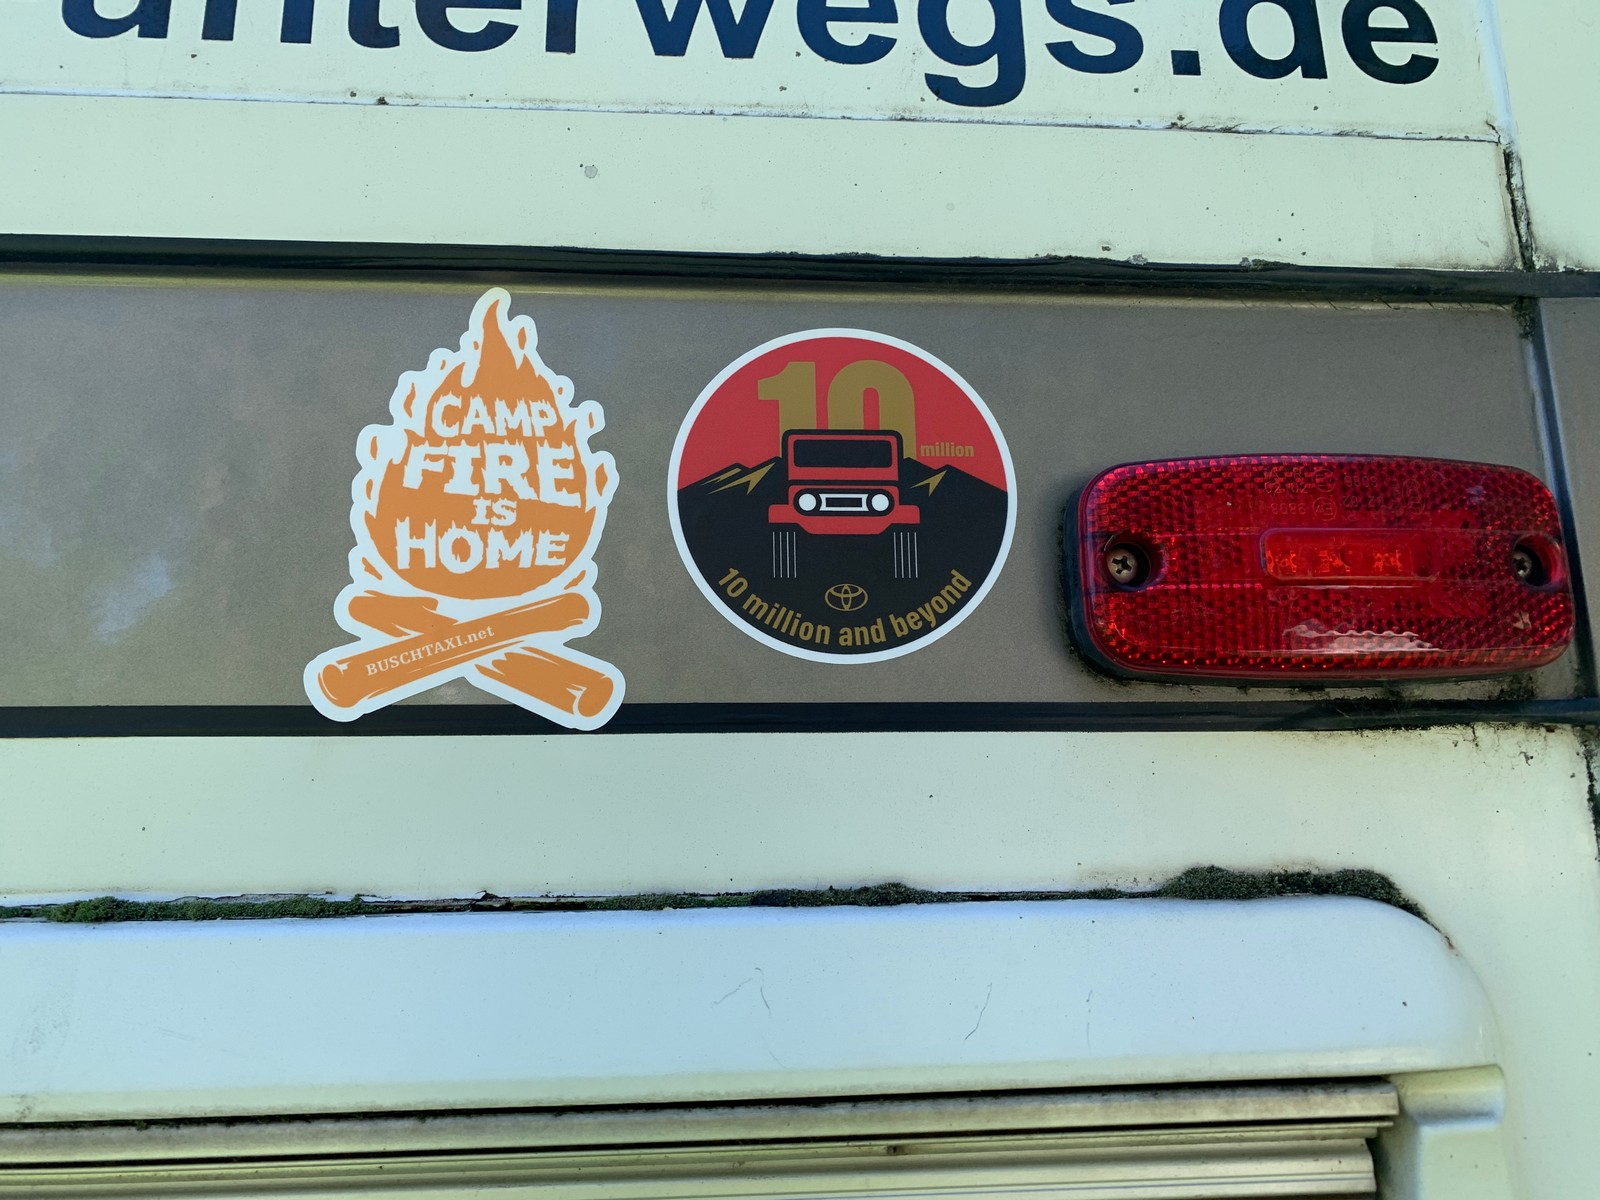 unterwegs.de
CAMP
FIRE
IS
HOME
BUSCHTAXI.net
10
million
10 million and beyond